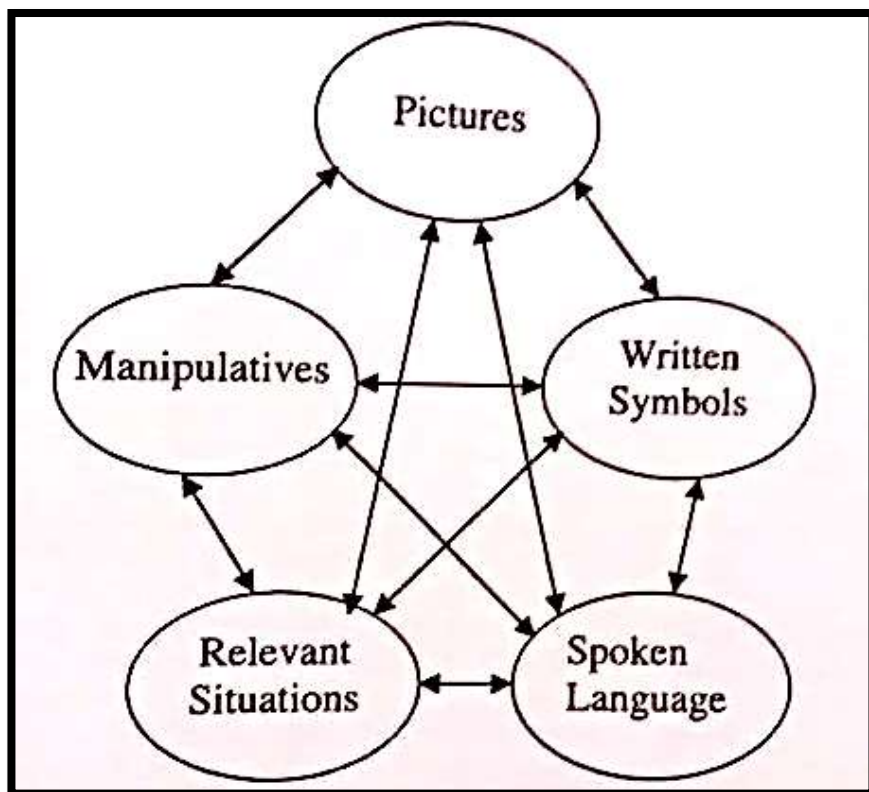 Pictures
Manipulatives
Written
Symbols
Relevant
Situations
Spoken
Language